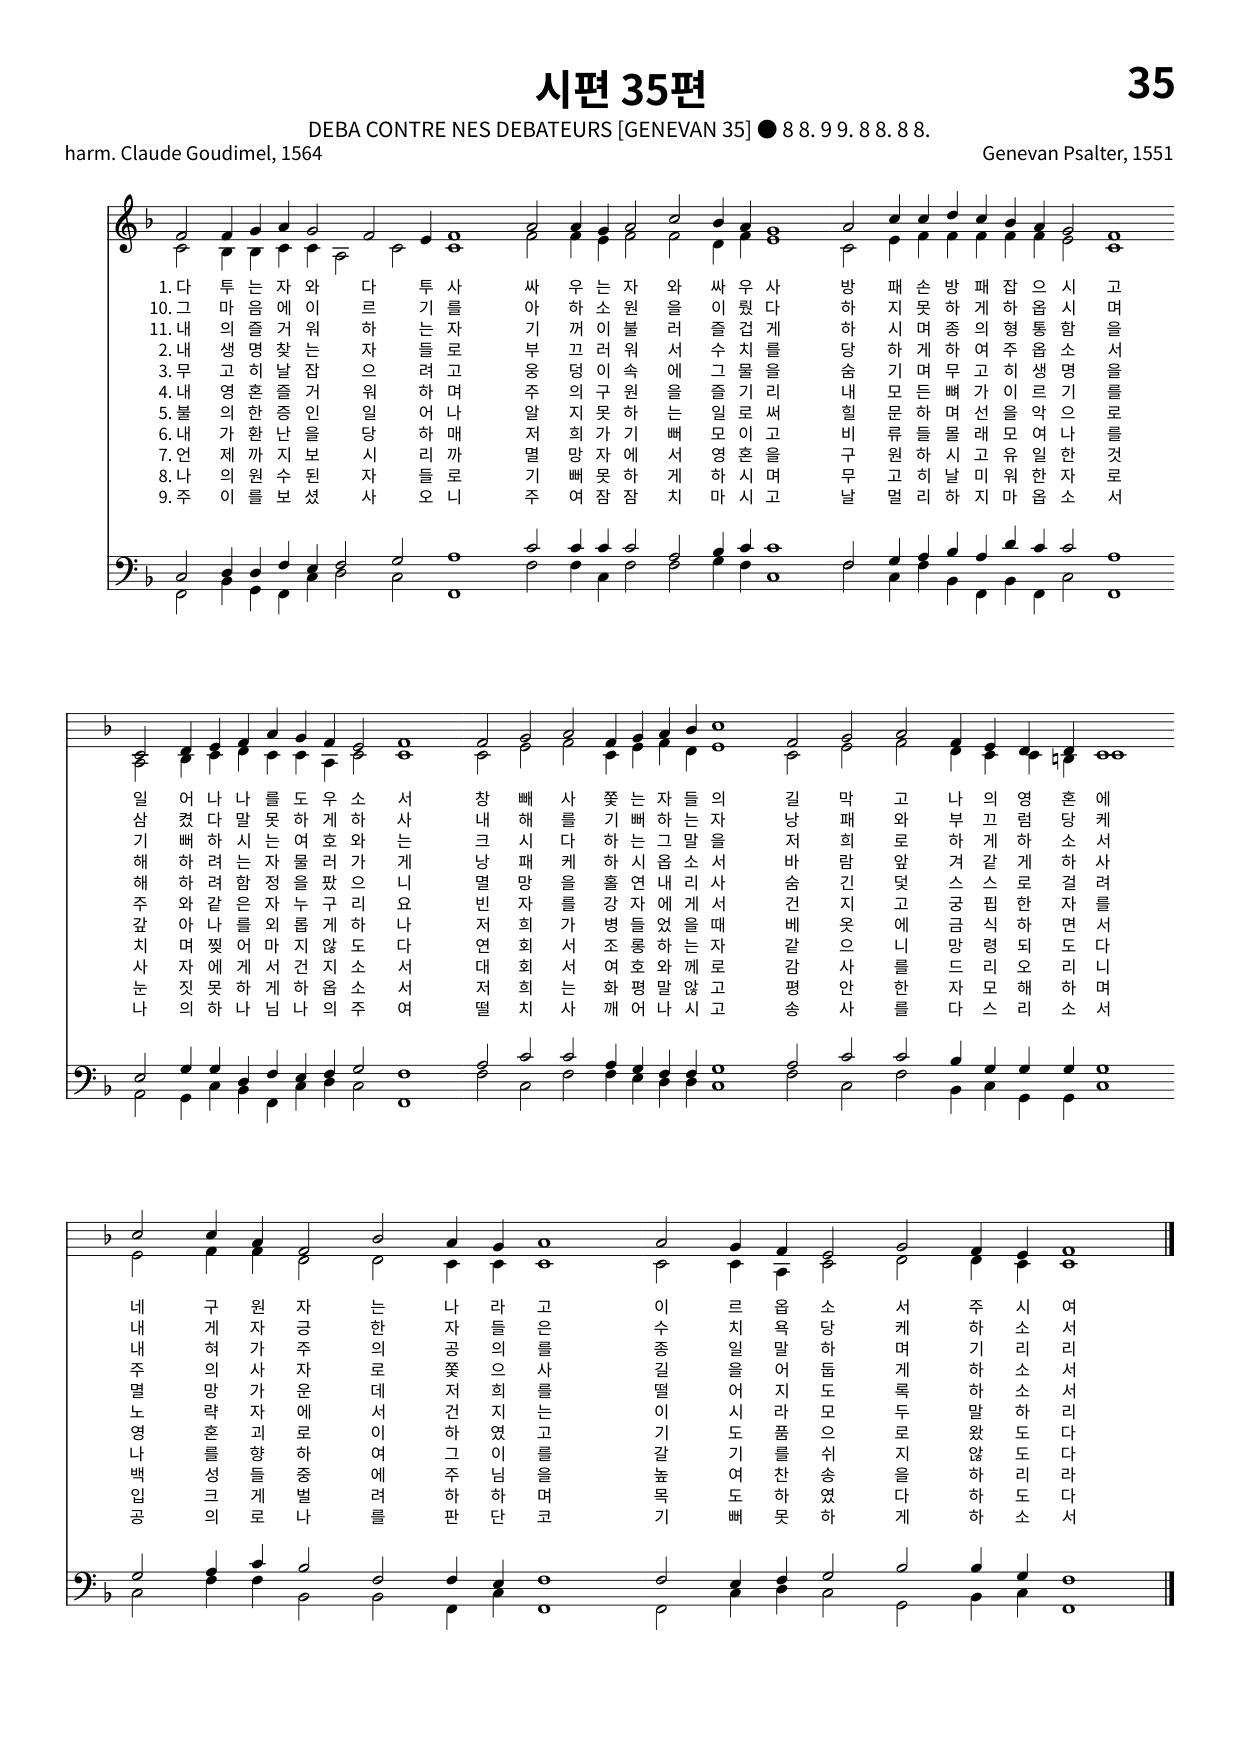 시편 35편
35
DEBA CONTRE NES DEBATEURS [GENEVAN 35] ● 8 8. 9 9. 8 8. 8 8.
harm. Claude Goudimel, 1564
Genevan Psalter, 1551
1. 다 투 는 자 와 다 투 사 싸 우 는 자 와 싸 우 사 방 패 손 방 패 잡 으 시 고
10. 그 마 음 에 이 르 기 를 아 하 소 원 을 이 뤘 다 하 지 못 하 게 하 옵 시 며
11. 내 의 즐 거 워 하 는 자 기 꺼 이 불 러 즐 겁 게 하 시 며 종 의 형 통 함 을
2. 내 생 명 찾 는 자 들 로 부 끄 러 워 서 수 치 를 당 하 게 하 여 주 옵 소 서
3. 무 고 히 날 잡 으 려 고 웅 덩 이 속 에 그 물 을 숨 기 며 무 고 히 생 명 을
4. 내 영 혼 즐 거 워 하 며 주 의 구 원 을 즐 기 리 내 모 든 뼈 가 이 르 기 를
5. 불 의 한 증 인 일 어 나 알 지 못 하 는 일 로 써 힐 문 하 며 선 을 악 으 로
6. 내 가 환 난 을 당 하 매 저 희 가 기 뻐 모 이 고 비 류 들 몰 래 모 여 나 를
7. 언 제 까 지 보 시 리 까 멸 망 자 에 서 영 혼 을 구 원 하 시 고 유 일 한 것
8. 나 의 원 수 된 자 들 로 기 뻐 못 하 게 하 시 며 무 고 히 날 미 워 한 자 로
9. 주 이 를 보 셨 사 오 니 주 여 잠 잠 치 마 시 고 날 멀 리 하 지 마 옵 소 서
일 어 나 나 를 도 우 소 서 창 빼 사 쫓 는 자 들 의 길 막 고 나 의 영 혼 에
삼 켰 다 말 못 하 게 하 사 내 해 를 기 뻐 하 는 자 낭 패 와 부 끄 럼 당 케
기 뻐 하 시 는 여 호 와 는 크 시 다 하 는 그 말 을 저 희 로 하 게 하 소 서
해 하 려 는 자 물 러 가 게 낭 패 케 하 시 옵 소 서 바 람 앞 겨 같 게 하 사
해 하 려 함 정 을 팠 으 니 멸 망 을 홀 연 내 리 사 숨 긴 덫 스 스 로 걸 려
주 와 같 은 자 누 구 리 요 빈 자 를 강 자 에 게 서 건 지 고 궁 핍 한 자 를
갚 아 나 를 외 롭 게 하 나 저 희 가 병 들 었 을 때 베 옷 에 금 식 하 면 서
치 며 찢 어 마 지 않 도 다 연 회 서 조 롱 하 는 자 같 으 니 망 령 되 도 다
사 자 에 게 서 건 지 소 서 대 회 서 여 호 와 께 로 감 사 를 드 리 오 리 니
눈 짓 못 하 게 하 옵 소 서 저 희 는 화 평 말 않 고 평 안 한 자 모 해 하 며
나 의 하 나 님 나 의 주 여 떨 치 사 깨 어 나 시 고 송 사 를 다 스 리 소 서
네 구 원 자 는 나 라 고 이 르 옵 소 서 주 시 여
내 게 자 긍 한 자 들 은 수 치 욕 당 케 하 소 서
내 혀 가 주 의 공 의 를 종 일 말 하 며 기 리 리
주 의 사 자 로 쫓 으 사 길 을 어 둡 게 하 소 서
멸 망 가 운 데 저 희 를 떨 어 지 도 록 하 소 서
노 략 자 에 서 건 지 는 이 시 라 모 두 말 하 리
영 혼 괴 로 이 하 였 고 기 도 품 으 로 왔 도 다
나 를 향 하 여 그 이 를 갈 기 를 쉬 지 않 도 다
백 성 들 중 에 주 님 을 높 여 찬 송 을 하 리 라
입 크 게 벌 려 하 하 며 목 도 하 였 다 하 도 다
공 의 로 나 를 판 단 코 기 뻐 못 하 게 하 소 서